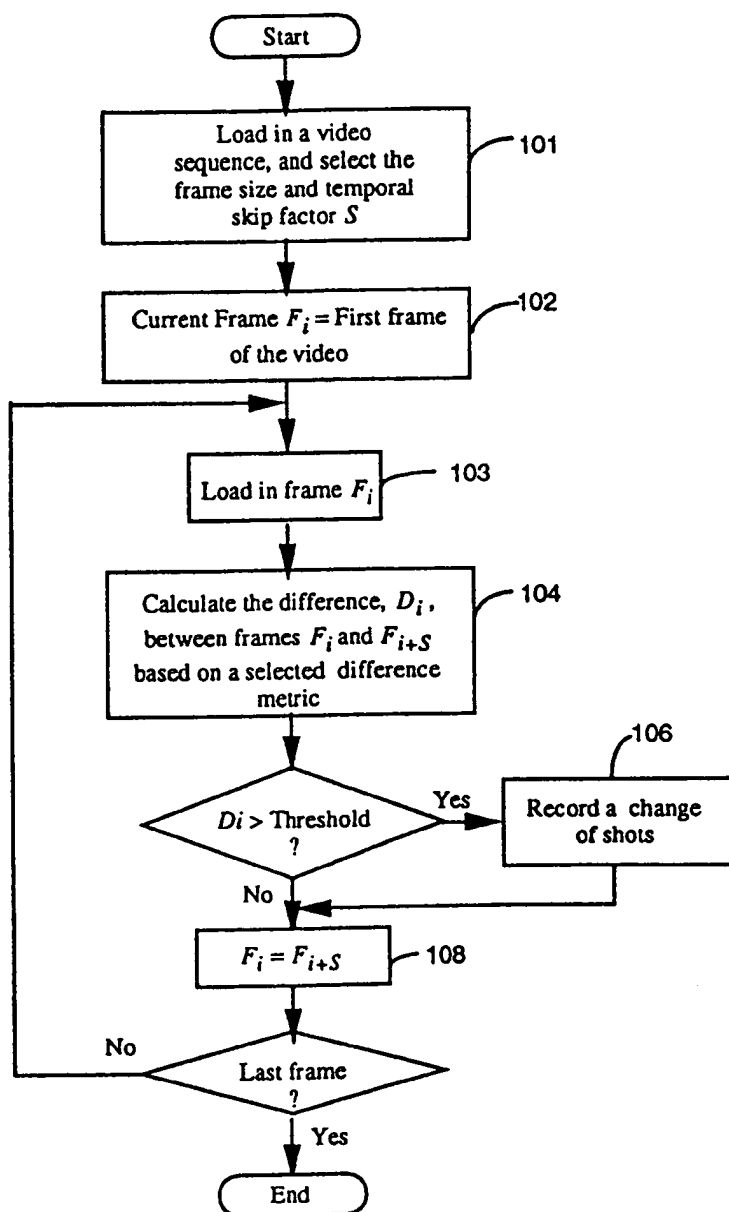 Start
Load in a video
sequence, and select the
frame size and temporal
skip factor S
101
Current Frame F_i = First frame
of the video
102
Load in frame F_i
103
Calculate the difference, D_i ,
between frames F_i and F_{i+S}
based on a selected difference
metric
104
Di > Threshold
?
Yes
106
Record a change
of shots
No
F_i = F_{i+S}
108
No
Last frame
?
Yes
End